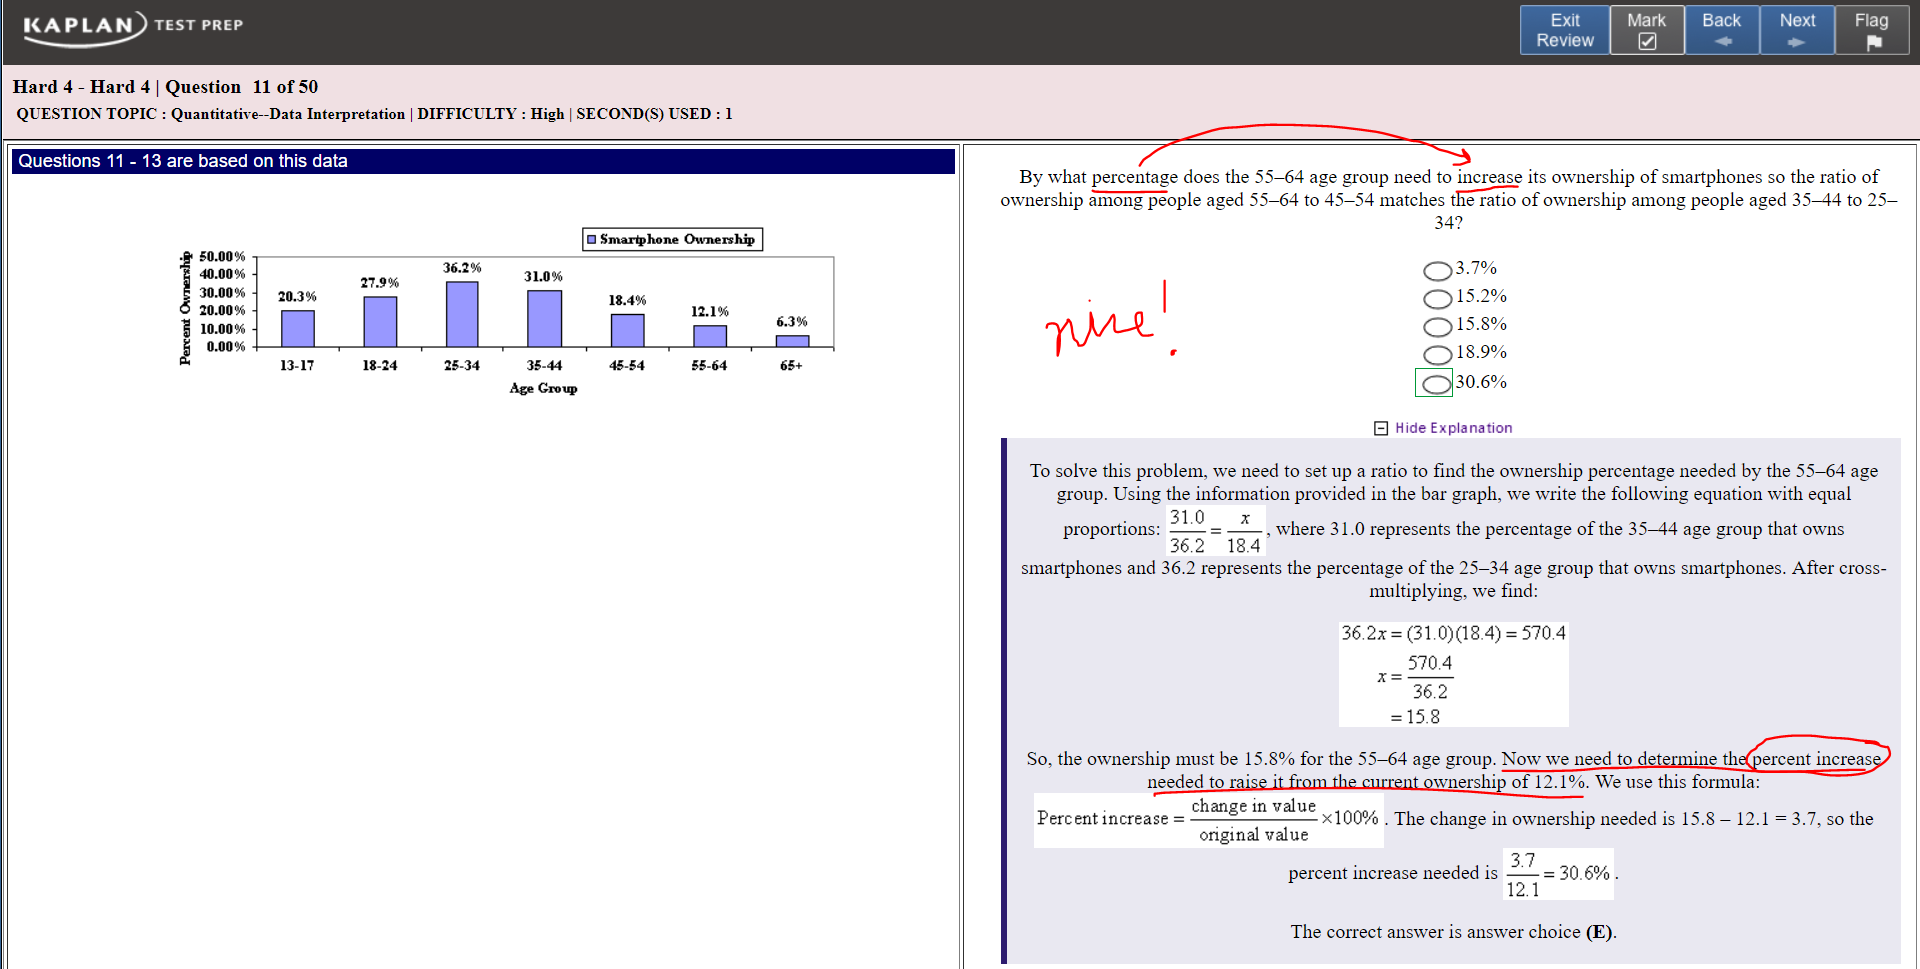 KAPLAN TEST PREP
Exit Review
Mark
Back
Next
Flag
Hard 4 - Hard 4 | Question 11 of 50
QUESTION TOPIC : Quantitative--Data Interpretation | DIFFICULTY : High | SECOND(S) USED : 1
Questions 11 - 13 are based on this data
Smartphone Ownership
Percent Ownership
50.00%
40.00%
30.00%
20.00%
10.00%
0.00%
20.3%
27.9%
36.2%
31.0%
18.4%
12.1%
6.3%
13-17
18-24
25-34
35-44
45-54
55-64
65+
Age Group
By what percentage does the 55–64 age group need to increase its ownership of smartphones so the ratio of
ownership among people aged 55–64 to 45–54 matches the ratio of ownership among people aged 35–44 to 25–
34?
nice!
3.7%
15.2%
15.8%
18.9%
30.6%
Hide Explanation
To solve this problem, we need to set up a ratio to find the ownership percentage needed by the 55–64 age
group. Using the information provided in the bar graph, we write the following equation with equal
proportions: 31.0/36.2 = x/18.4, where 31.0 represents the percentage of the 35–44 age group that owns
smartphones and 36.2 represents the percentage of the 25–34 age group that owns smartphones. After cross-
multiplying, we find:
36.2x = (31.0)(18.4) = 570.4
x = 570.4/36.2
= 15.8
So, the ownership must be 15.8% for the 55–64 age group. Now we need to determine the percent increase
needed to raise it from the current ownership of 12.1%. We use this formula:
Percent increase = change in value/original value ×100% . The change in ownership needed is 15.8 – 12.1 = 3.7, so the
percent increase needed is 3.7/12.1 = 30.6% .
The correct answer is answer choice (E).